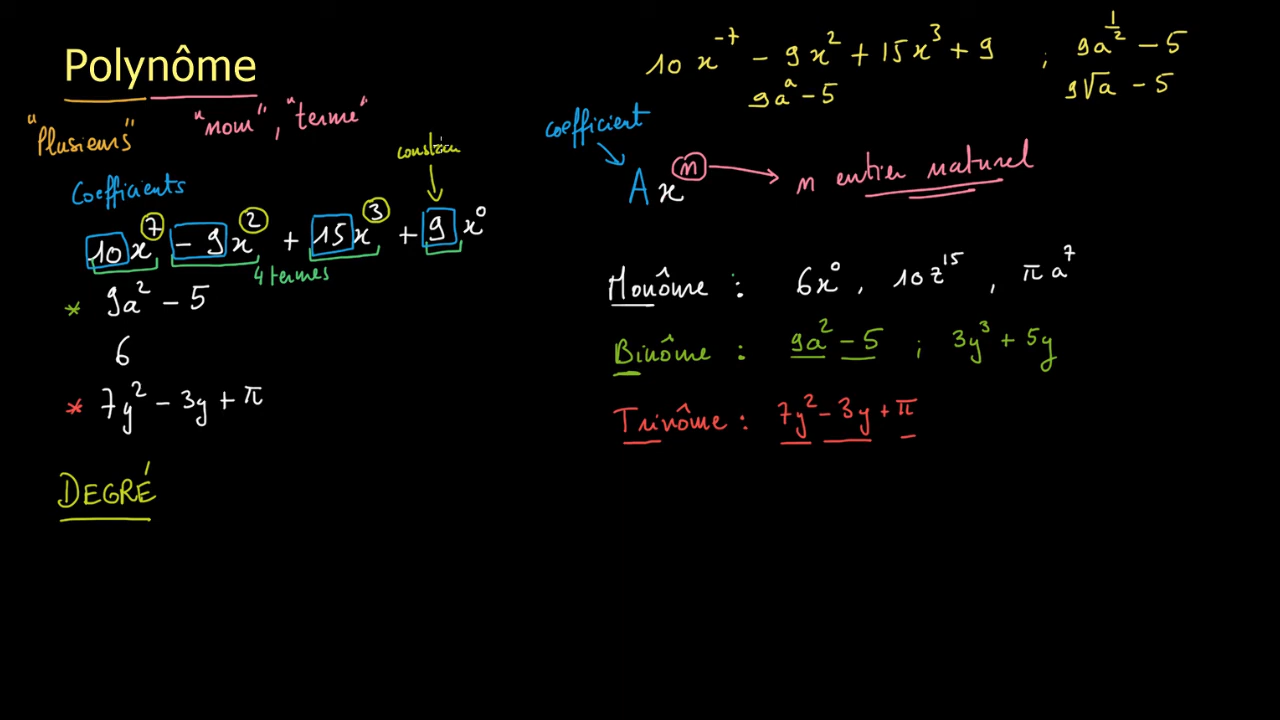 Polynôme
"Plusieurs" "nom", "terme"
Coefficients
10x⁷ - 9x² + 15x³ + 9x⁰
4 termes
* 9a² - 5
6
* 7y² - 3y + π
DEGRÉ
10x⁻⁷ - 9x² + 15x³ + 9 ; 9a^½ - 5
9aᵃ - 5 9√a - 5
coefficient
Axⁿ → n entier naturel
Monôme : 6x⁰, 10z¹⁵, πa⁷
Binôme : 9a² - 5 ; 3y³ + 5y
Trinôme : 7y² - 3y + π